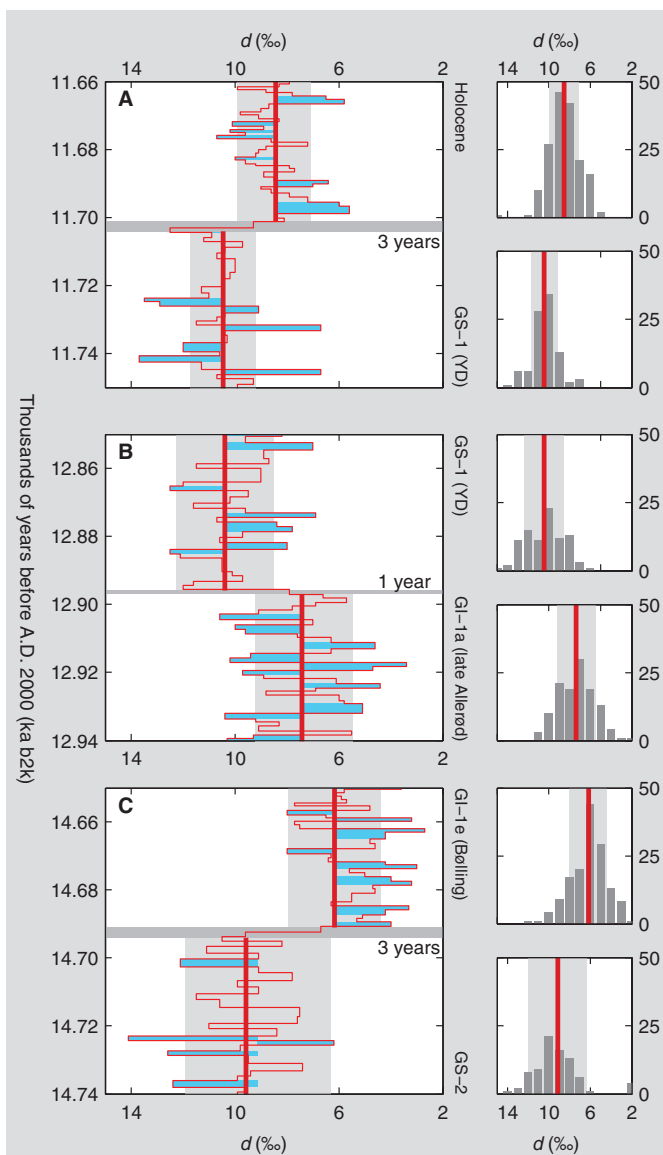 d (‰)
d (‰)
14 10 6 2
14 10 6 2
11.66
11.68
11.70
11.72
11.74
A
3 years
Holocene
GS–1 (YD)
50
25
0
50
25
0
12.86
12.88
12.90
12.92
12.94
B
1 year
14 10 6 2
GS–1 (YD)
GI–1a (late Allerød)
50
25
0
50
25
0
14.66
14.68
14.70
14.72
14.74
C
3 years
GI–1e (Bølling)
GS–2
50
25
0
50
25
0
14 10 6 2
14 10 6 2
d (‰)
d (‰)
Thousands of years before A.D. 2000 (ka b2k)